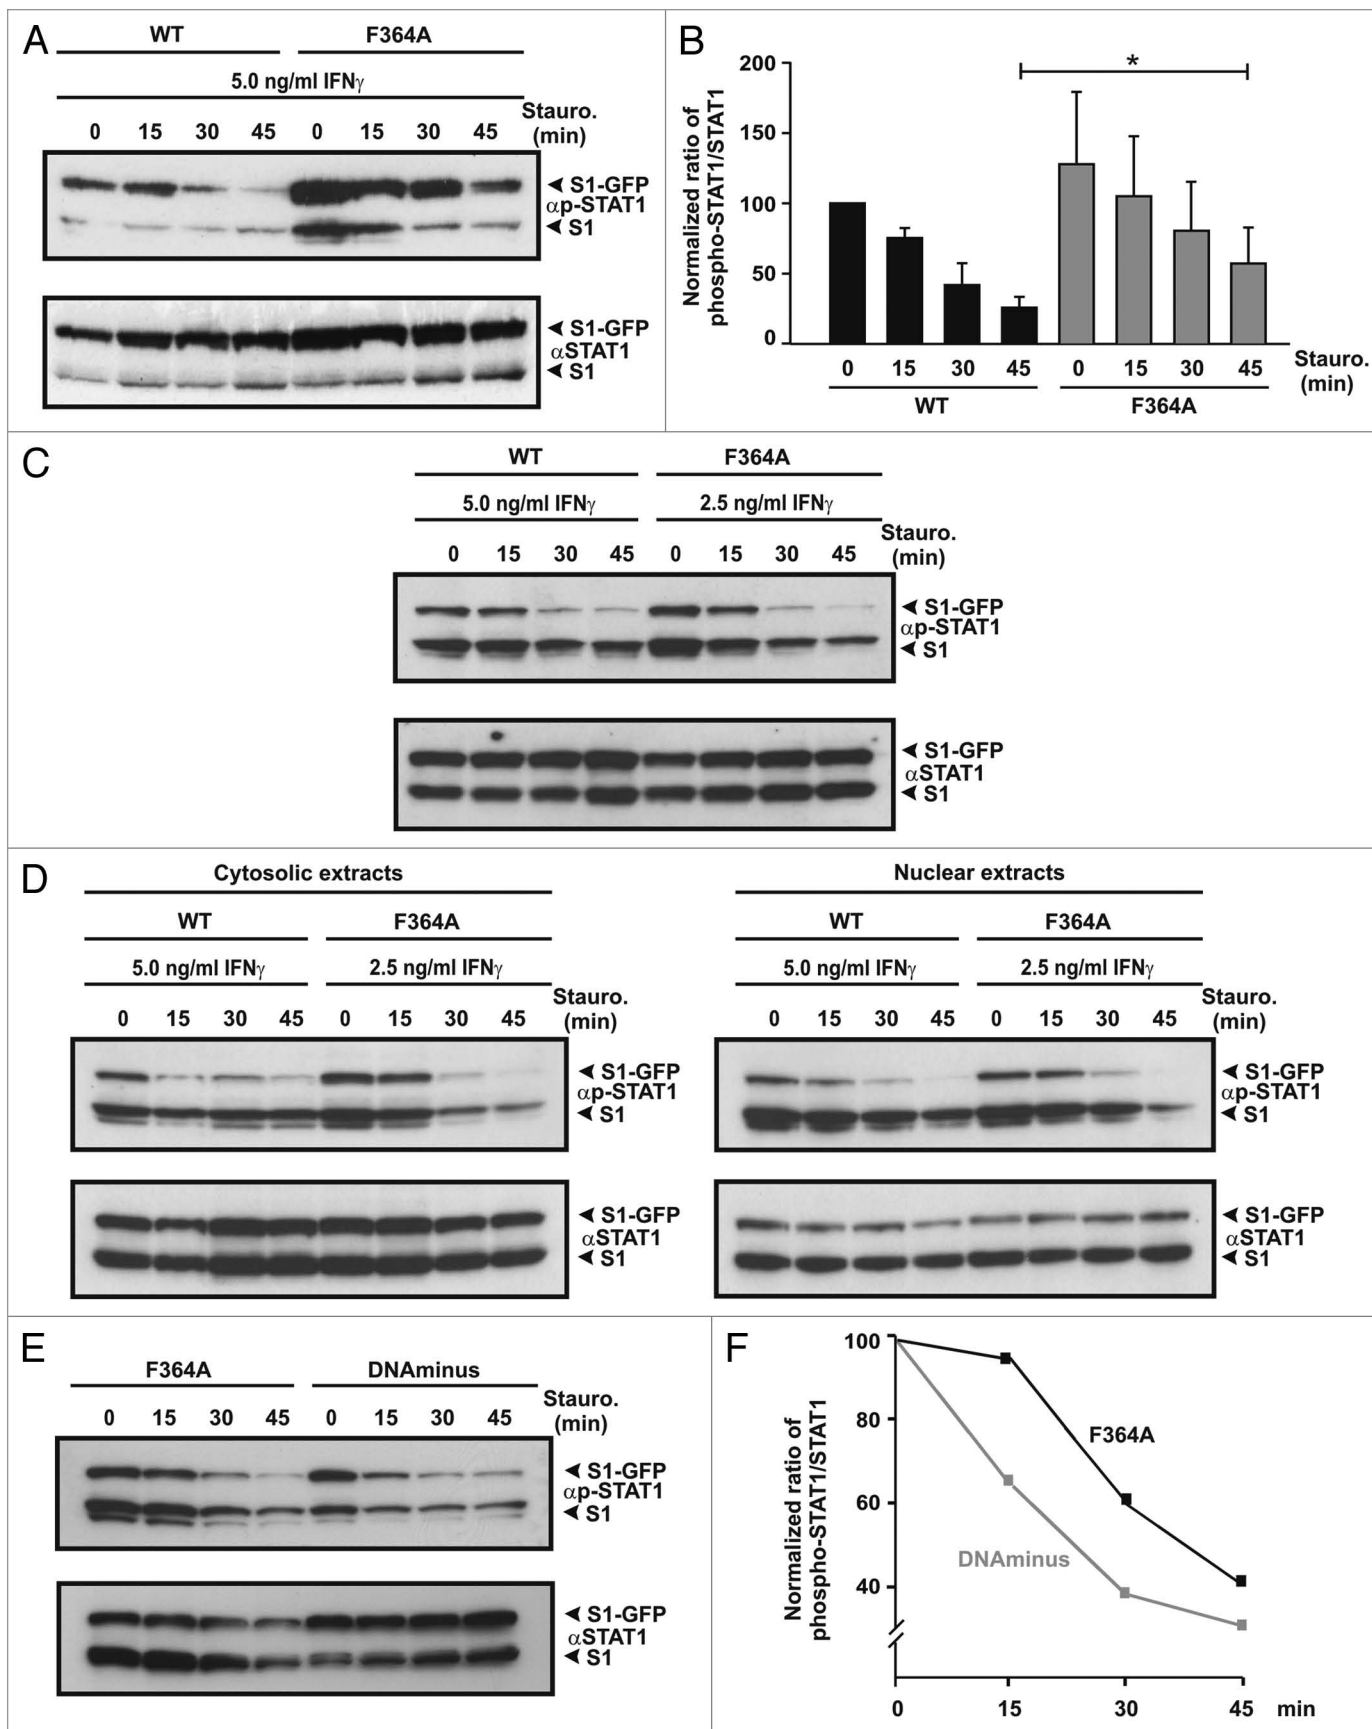 A
WT F364A
5.0 ng/ml IFNγ
0 15 30 45 0 15 30 45 Stauro. (min)
S1-GFP
αp-STAT1
S1
S1-GFP
αSTAT1
S1
B
Normalized ratio of
phospho-STAT1/STAT1
200
150
100
50
0
*
0 15 30 45 0 15 30 45 Stauro. (min)
WT F364A
C
WT F364A
5.0 ng/ml IFNγ 2.5 ng/ml IFNγ
0 15 30 45 0 15 30 45 Stauro. (min)
S1-GFP
αp-STAT1
S1
S1-GFP
αSTAT1
S1
D
Cytosolic extracts
WT F364A
5.0 ng/ml IFNγ 2.5 ng/ml IFNγ
0 15 30 45 0 15 30 45 Stauro. (min)
S1-GFP
αp-STAT1
S1
S1-GFP
αSTAT1
S1
Nuclear extracts
WT F364A
5.0 ng/ml IFNγ 2.5 ng/ml IFNγ
0 15 30 45 0 15 30 45 Stauro. (min)
S1-GFP
αp-STAT1
S1
S1-GFP
αSTAT1
S1
E
F364A DNAminus
0 15 30 45 0 15 30 45 Stauro. (min)
S1-GFP
αp-STAT1
S1
S1-GFP
αSTAT1
S1
F
Normalized ratio of
phospho-STAT1/STAT1
100
80
60
40
F364A
DNAminus
0 15 30 45 min